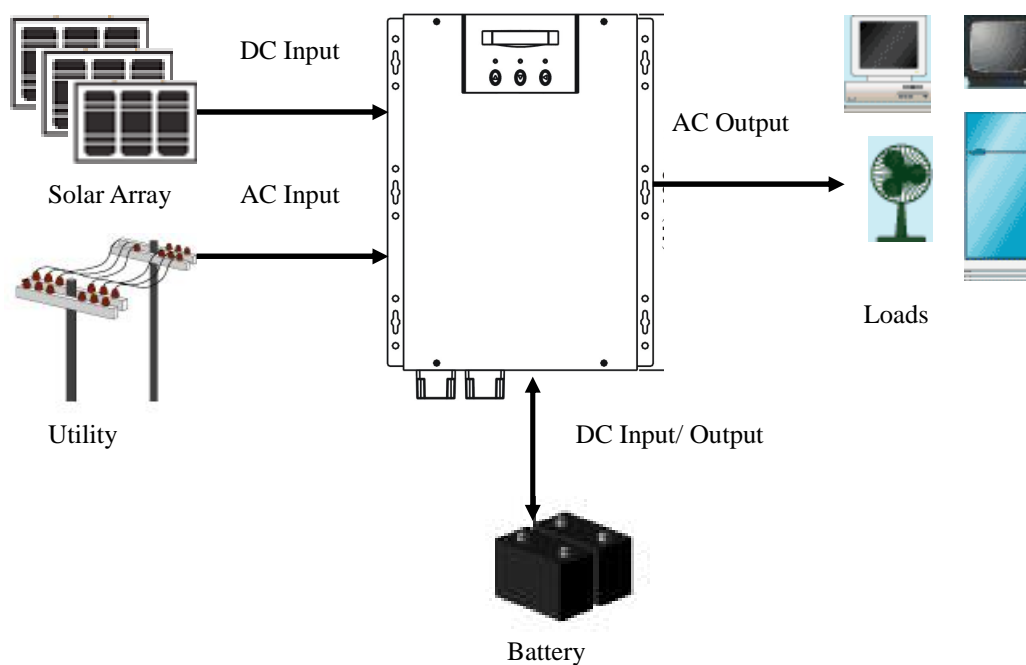 DC Input
AC Output
Solar Array
AC Input
Loads
Utility
DC Input/ Output
Battery